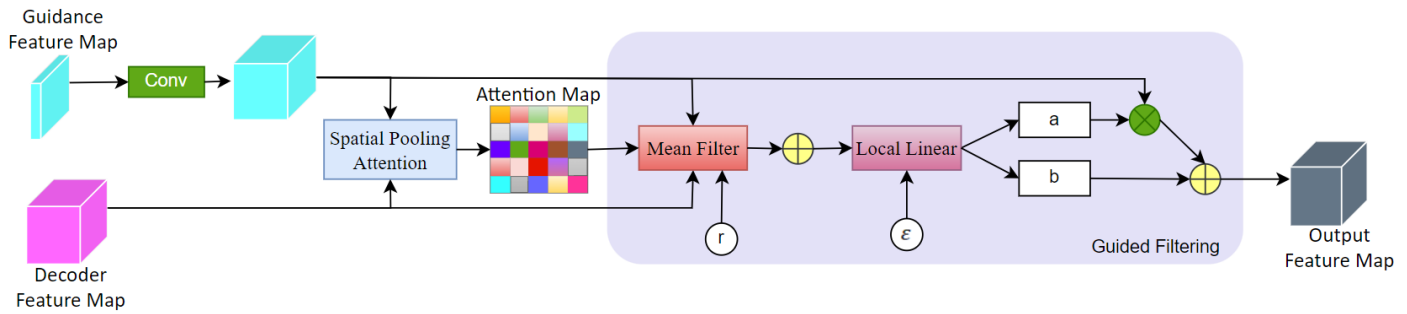 Guidance
Feature Map
Conv
Attention Map
Spatial Pooling
Attention
Mean Filter
Local Linear
a
b
r
ε
Guided Filtering
Decoder
Feature Map
Output
Feature Map